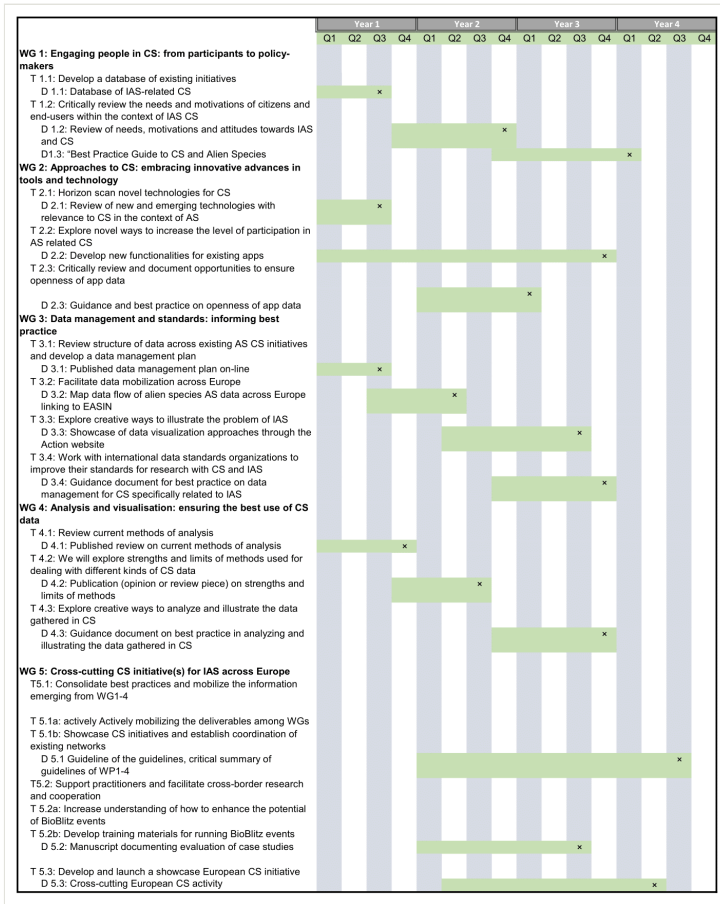 Year 1 Year 2 Year 3 Year 4
Q1 Q2 Q3 Q4 Q1 Q2 Q3 Q4 Q1 Q2 Q3 Q4 Q1 Q2 Q3 Q4
WG 1: Engaging people in CS: from participants to policy-
makers
T 1.1: Develop a database of existing initiatives
D 1.1: Database of IAS-related CS ×
T 1.2: Critically review the needs and motivations of citizens and
end-users within the context of IAS CS
D 1.2: Review of needs, motivations and attitudes towards IAS ×
and CS
D1.3: "Best Practice Guide to CS and Alien Species ×
WG 2: Approaches to CS: embracing innovative advances in
tools and technology
T 2.1: Horizon scan novel technologies for CS
D 2.1: Review of new and emerging technologies with ×
relevance to CS in the context of AS
T 2.2: Explore novel ways to increase the level of participation in
AS related CS
D 2.2: Develop new functionalities for existing apps ×
T 2.3: Critically review and document opportunities to ensure
openness of app data
×
D 2.3: Guidance and best practice on openness of app data
WG 3: Data management and standards: informing best
practice
T 3.1: Review structure of data across existing AS CS initiatives
and develop a data management plan
D 3.1: Published data management plan on-line ×
T 3.2: Facilitate data mobilization across Europe
D 3.2: Map data flow of alien species AS data across Europe ×
linking to EASIN
T 3.3: Explore creative ways to illustrate the problem of IAS
D 3.3: Showcase of data visualization approaches through the ×
Action website
T 3.4: Work with international data standards organizations to
improve their standards for research with CS and IAS
D 3.4: Guidance document for best practice on data ×
management for CS specifically related to IAS
WG 4: Analysis and visualisation: ensuring the best use of CS
data
T 4.1: Review current methods of analysis
D 4.1: Published review on current methods of analysis ×
T 4.2: We will explore strengths and limits of methods used for
dealing with different kinds of CS data
D 4.2: Publication (opinion or review piece) on strengths and ×
limits of methods
T 4.3: Explore creative ways to analyze and illustrate the data
gathered in CS
D 4.3: Guidance document on best practice in analyzing and ×
illustrating the data gathered in CS
WG 5: Cross-cutting CS initiative(s) for IAS across Europe
T5.1: Consolidate best practices and mobilize the information
emerging from WG1-4
T 5.1a: actively Actively mobilizing the deliverables among WGs
T 5.1b: Showcase CS initiatives and establish coordination of
existing networks
D 5.1 Guideline of the guidelines, critical summary of ×
guidelines of WP1-4
T5.2: Support practitioners and facilitate cross-border research
and cooperation
T 5.2a: Increase understanding of how to enhance the potential
of BioBlitz events
T 5.2b: Develop training materials for running BioBlitz events
D 5.2: Manuscript documenting evaluation of case studies ×
T 5.3: Develop and launch a showcase European CS initiative
D 5.3: Cross-cutting European CS activity ×